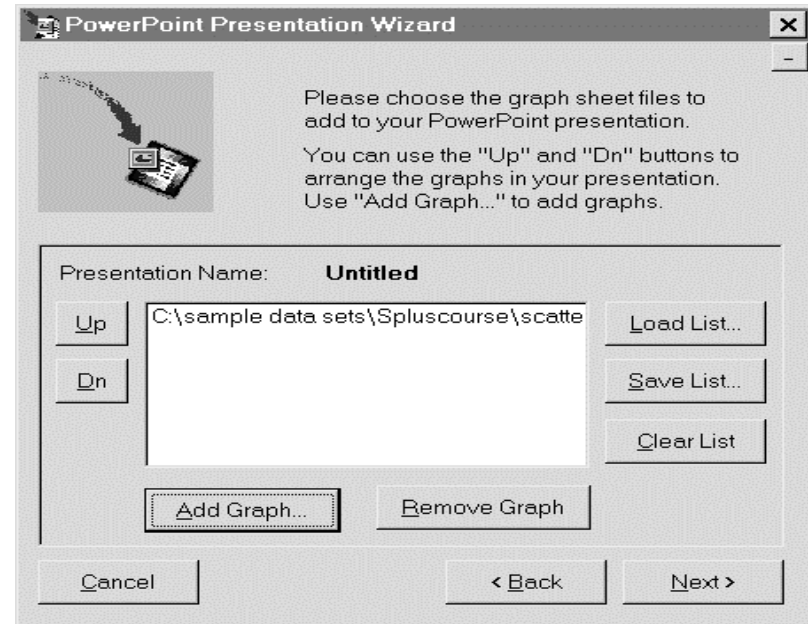 PowerPoint Presentation Wizard
Please choose the graph sheet files to
add to your PowerPoint presentation.
You can use the "Up" and "Dn" buttons to
arrange the graphs in your presentation.
Use "Add Graph..." to add graphs.
Presentation Name: Untitled
Up
C:\sample data sets\Spluscourse\scatte
Load List...
Dn
Save List...
Clear List
Add Graph...
Remove Graph
Cancel
< Back
Next >